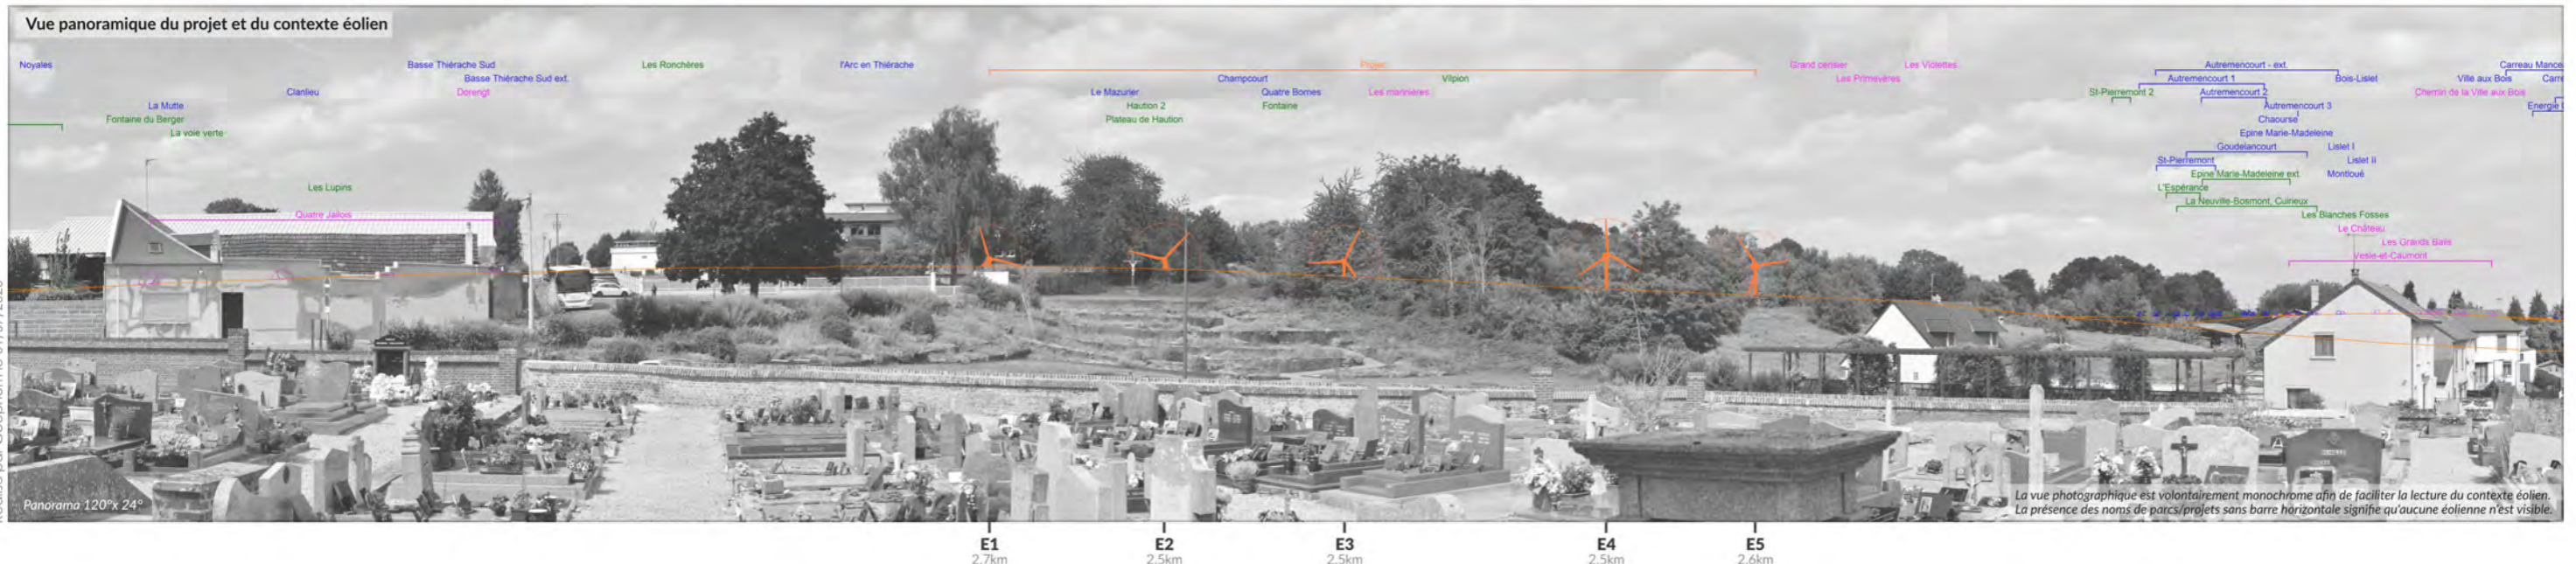 Vue panoramique du projet et du contexte éolien
Noyales
Basse Thiérache Sud
Les Ronchères
l'Arc en Thiérache
Projet
Grand cerisier
Les Violettes
Autremencourt - ext.
Carreau Mance
Basse Thiérache Sud ext.
Champcourt
Vilpion
Les Primevères
Autremencourt 1
Bois-Lislet
Ville aux Bois
Carre
Clanlieu
Dorengt
Le Mazurier
Quatre Bornes
Les marinières
St-Pierremont 2
Autremencourt 2
Chemin de la Ville aux Bois
La Mutte
Haution 2
Fontaine
Autremencourt 3
Energie
Fontaine du Berger
Plateau de Haution
Chaourse
La voie verte
Epine Marie-Madeleine
Goudelancourt
Lislet I
St-Pierremont
Lislet II
Epine Marie-Madeleine ext.
Montloué
Les Lupins
L'Espérance
La Neuville-Bosmont, Cuirieux
Quatre Jallois
Les Blanches Fosses
Le Château
Les Grands Bails
Vesle-et-Caumont
Panorama 120°x 24°
La vue photographique est volontairement monochrome afin de faciliter la lecture du contexte éolien.
La présence des noms de parcs/projets sans barre horizontale signifie qu'aucune éolienne n'est visible.
E1
E2
E3
E4
E5
2.7km
2.5km
2.5km
2.5km
2.6km